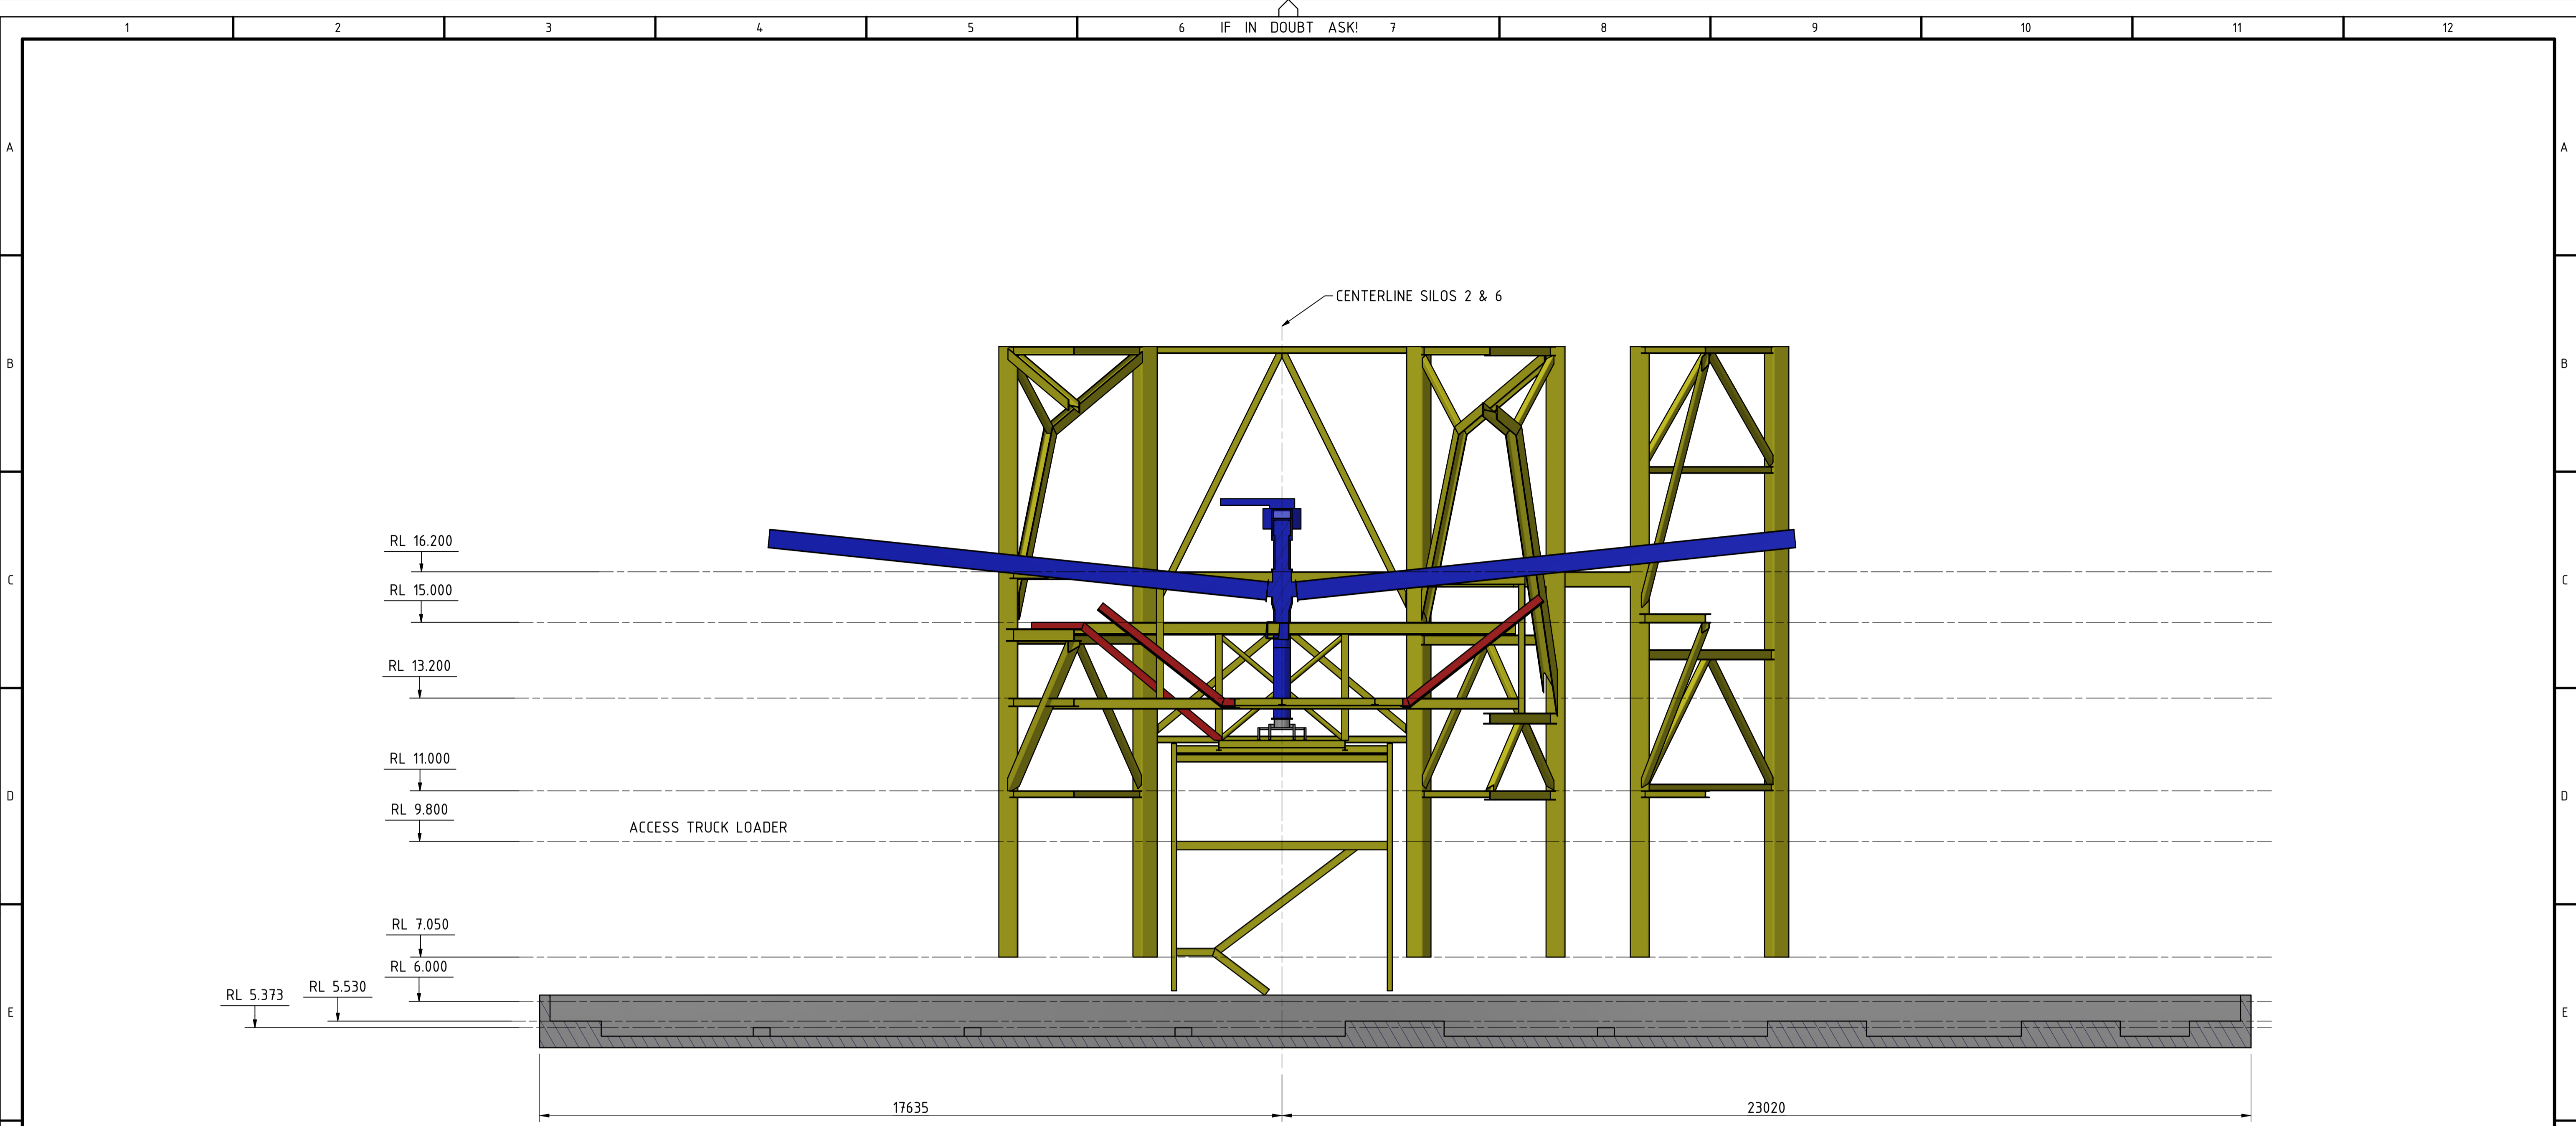 1 2 3 4 5 6 IF IN DOUBT ASK! 7 8 9 10 11 12
A A
CENTERLINE SILOS 2 & 6
B B
RL 16.200
C C
RL 15.000
RL 13.200
RL 11.000
D D
RL 9.800
ACCESS TRUCK LOADER
RL 7.050
RL 6.000
RL 5.530
RL 5.373
E E
17635 23020